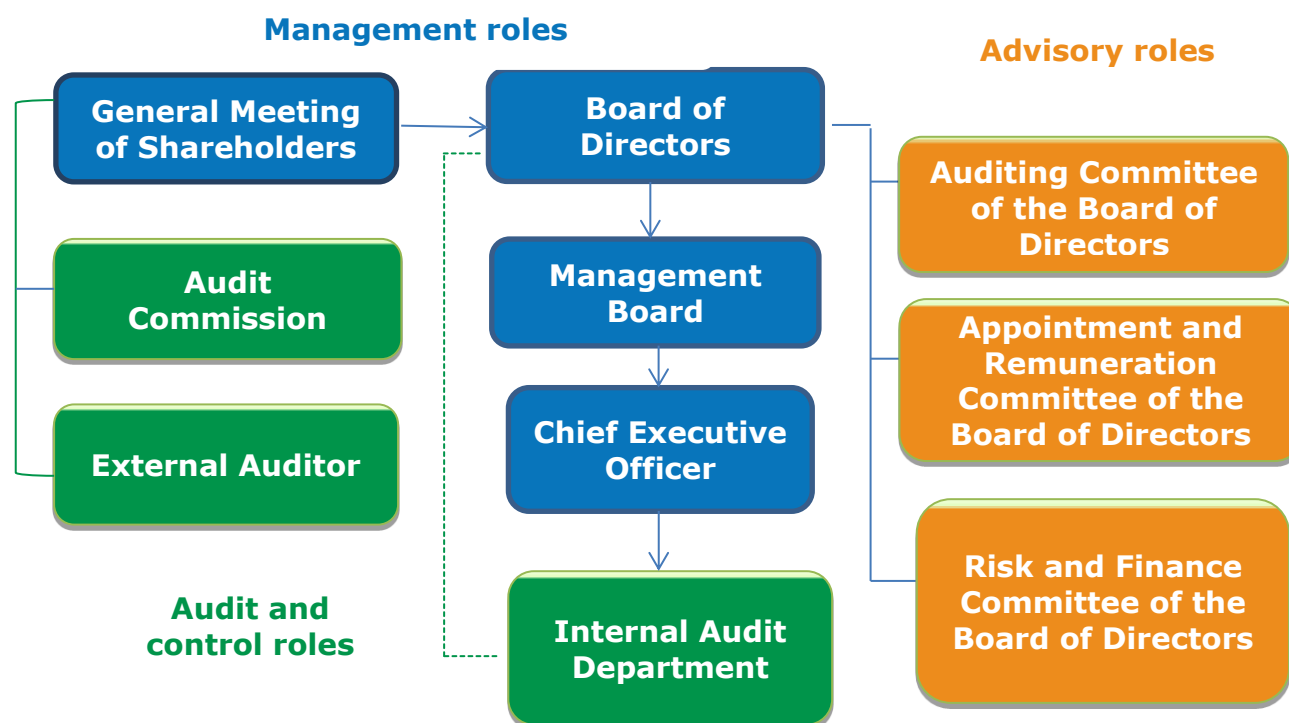 Management roles
Advisory roles
General Meeting
of Shareholders
Board of
Directors
Auditing Committee
of the Board of
Directors
Audit
Commission
Management
Board
Appointment and
Remuneration
Committee of the
Board of Directors
External Auditor
Chief Executive
Officer
Risk and Finance
Committee of the
Board of Directors
Audit and
control roles
Internal Audit
Department